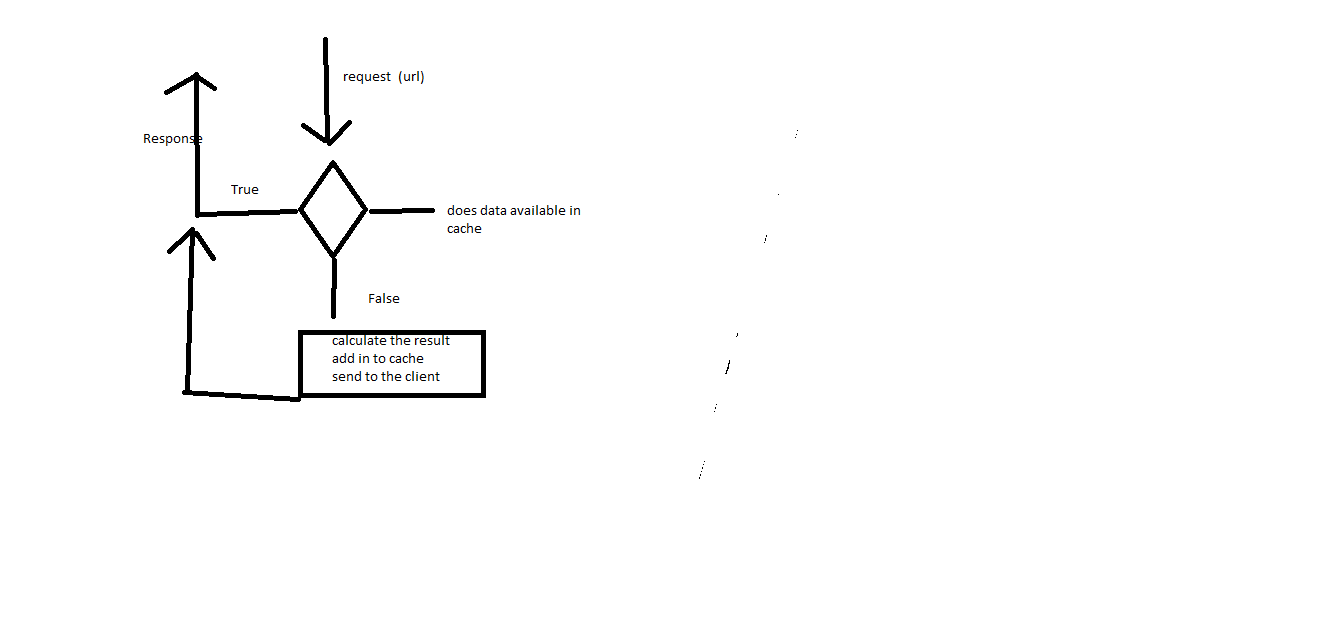 request (url)
Response
True
does data available in
cache
False
calculate the result
add in to cache
send to the client